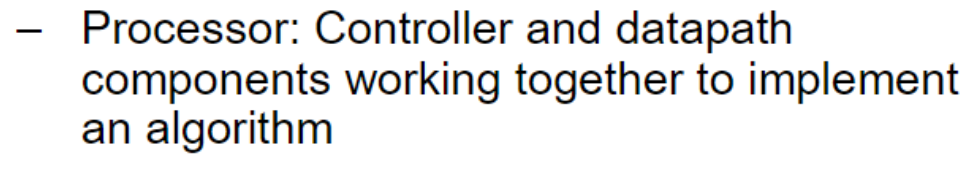 – Processor: Controller and datapath
components working together to implement
an algorithm